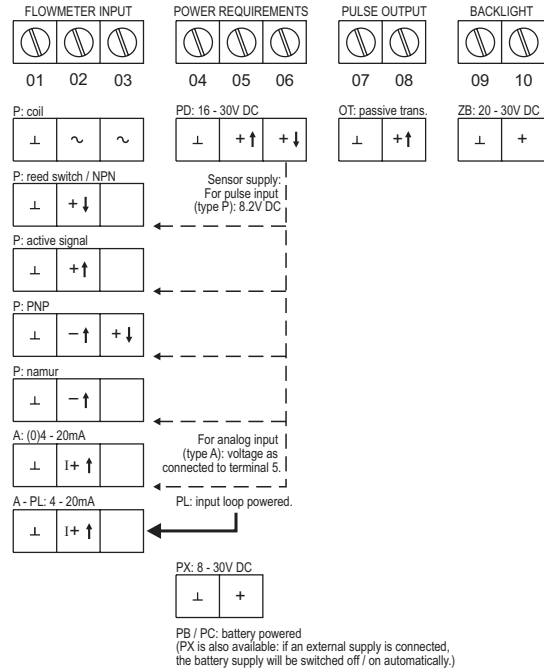 FLOWMETER INPUT POWER REQUIREMENTS PULSE OUTPUT BACKLIGHT
01 02 03 04 05 06 07 08 09 10
P: coil PD: 16 - 30V DC OT: passive trans. ZB: 20 - 30V DC
⊥ ~ ~ ⊥ +↑ +↓ ⊥ +↑ ⊥ +
P: reed switch / NPN
⊥ +↓
Sensor supply:
For pulse input
(type P): 8.2V DC
P: active signal
⊥ +↑
P: PNP
⊥ −↑ +↓
P: namur
⊥ −↑
A: (0)4 - 20mA
⊥ I+ ↑
For analog input
(type A): voltage as
connected to terminal 5.
A - PL: 4 - 20mA
⊥ I+ ↑
PL: input loop powered.
PX: 8 - 30V DC
⊥ +
PB / PC: battery powered
(PX is also available: if an external supply is connected,
the battery supply will be switched off / on automatically.)